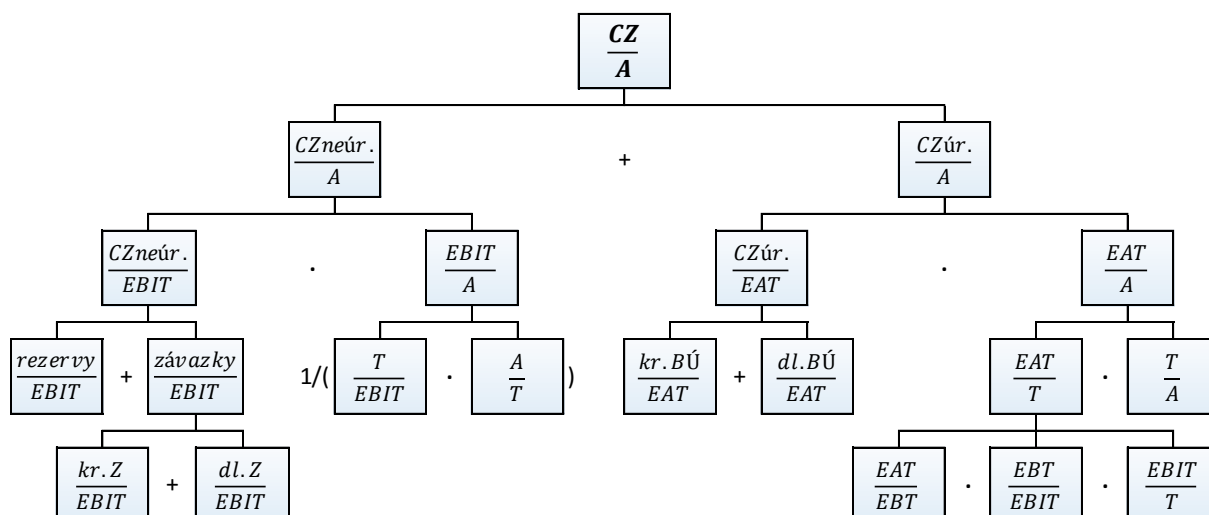 CZ
A
CZneúr.
A
+
CZúr.
A
CZneúr.
EBIT
.
EBIT
A
CZúr.
EAT
.
EAT
A
rezervy
EBIT
+
závazky
EBIT
1/(
T
EBIT
.
A
T
)
kr.BÚ
EAT
+
dl.BÚ
EAT
EAT
T
.
T
A
kr.Z
EBIT
+
dl.Z
EBIT
EAT
EBT
.
EBT
EBIT
.
EBIT
T